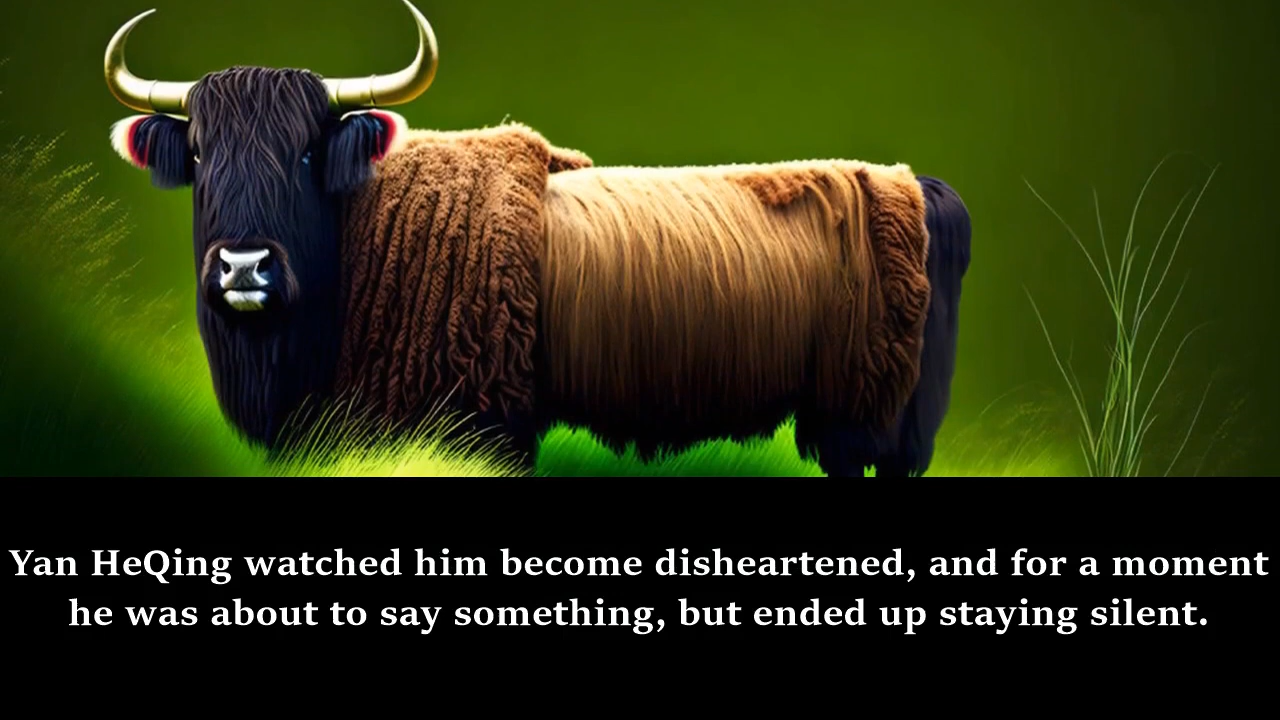 Yan HeQing watched him become disheartened, and for a moment
he was about to say something, but ended up staying silent.